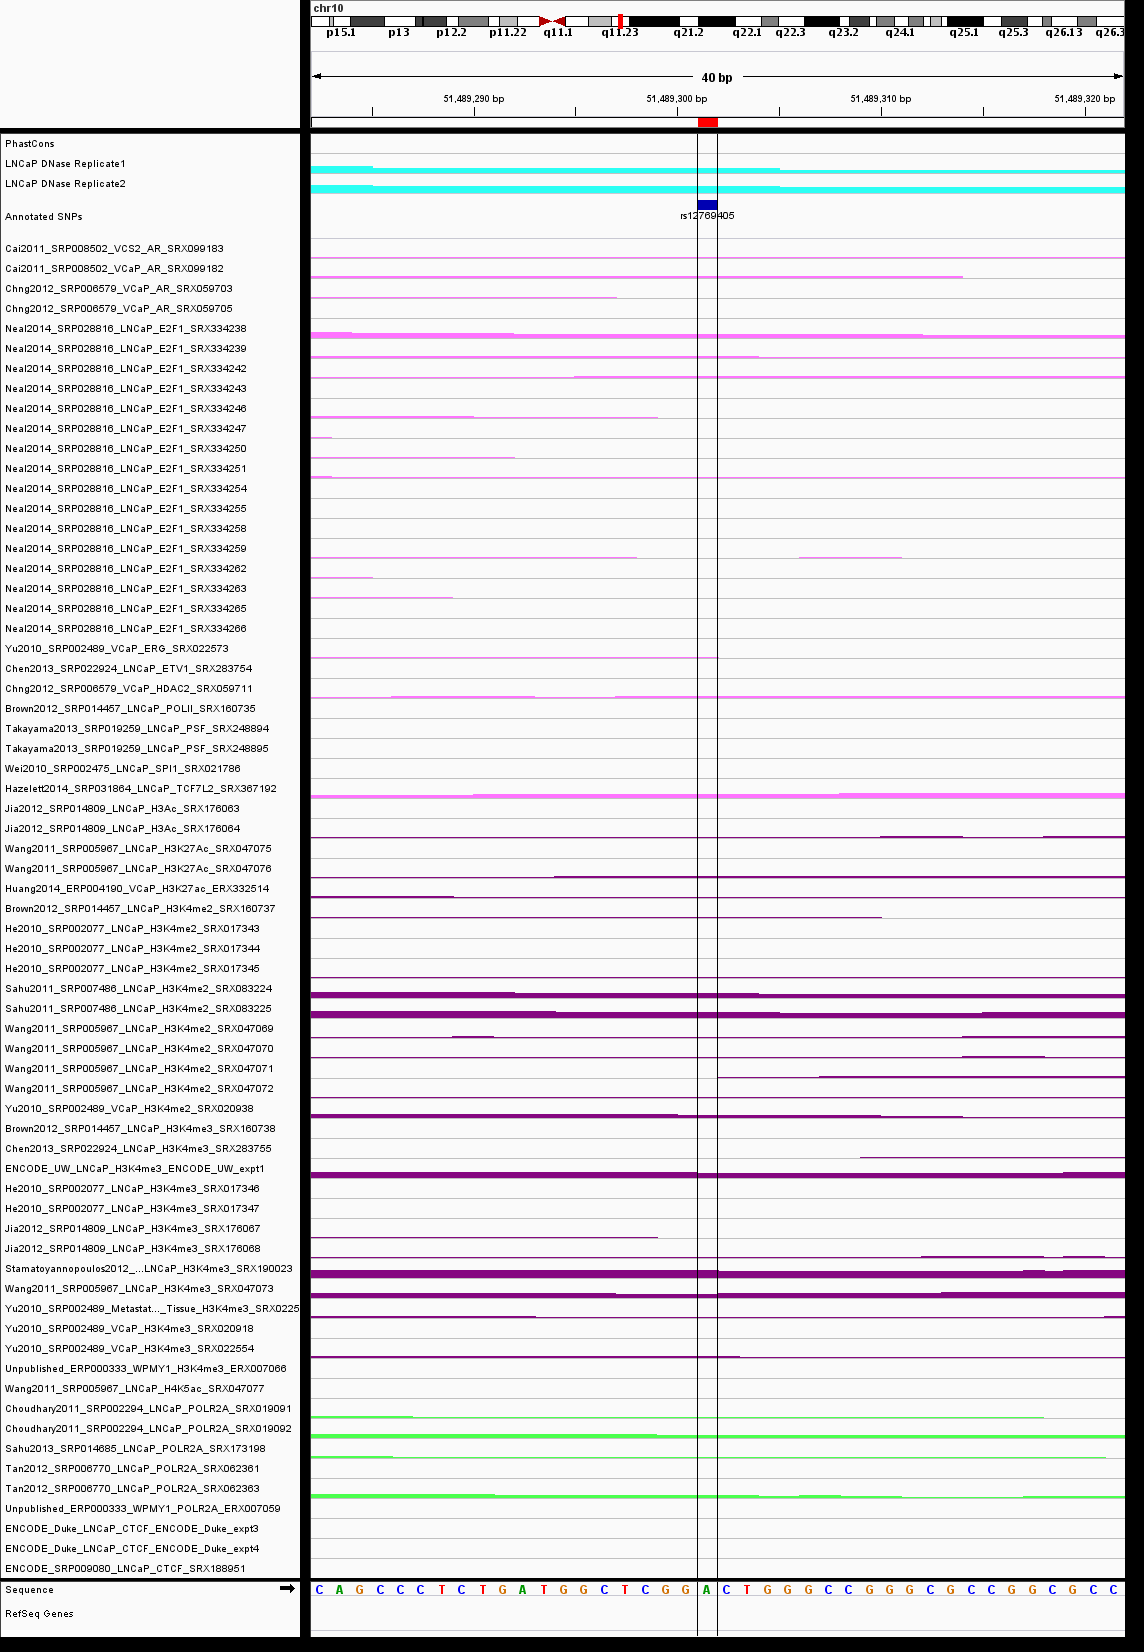 chr10
p15.1 p13 p12.2 p11.22 q11.1 q11.23 q21.2 q22.1 q22.3 q23.2 q24.1 q25.1 q25.3 q26.13 q26.3
40 bp
51,489,290 bp 51,489,300 bp 51,489,310 bp 51,489,320 bp
PhastCons
LNCaP DNase Replicate1
LNCaP DNase Replicate2
Annotated SNPs
rs12769405
Cai2011_SRP008502_VCS2_AR_SRX099183
Cai2011_SRP008502_VCaP_AR_SRX099182
Chng2012_SRP006579_VCaP_AR_SRX059703
Chng2012_SRP006579_VCaP_AR_SRX059705
Neal2014_SRP028816_LNCaP_E2F1_SRX334238
Neal2014_SRP028816_LNCaP_E2F1_SRX334239
Neal2014_SRP028816_LNCaP_E2F1_SRX334242
Neal2014_SRP028816_LNCaP_E2F1_SRX334243
Neal2014_SRP028816_LNCaP_E2F1_SRX334246
Neal2014_SRP028816_LNCaP_E2F1_SRX334247
Neal2014_SRP028816_LNCaP_E2F1_SRX334250
Neal2014_SRP028816_LNCaP_E2F1_SRX334251
Neal2014_SRP028816_LNCaP_E2F1_SRX334254
Neal2014_SRP028816_LNCaP_E2F1_SRX334255
Neal2014_SRP028816_LNCaP_E2F1_SRX334258
Neal2014_SRP028816_LNCaP_E2F1_SRX334259
Neal2014_SRP028816_LNCaP_E2F1_SRX334262
Neal2014_SRP028816_LNCaP_E2F1_SRX334263
Neal2014_SRP028816_LNCaP_E2F1_SRX334265
Neal2014_SRP028816_LNCaP_E2F1_SRX334266
Yu2010_SRP002489_VCaP_ERG_SRX022573
Chen2013_SRP022924_LNCaP_ETV1_SRX283754
Chng2012_SRP006579_VCaP_HDAC2_SRX059711
Brown2012_SRP014457_LNCaP_POLII_SRX160735
Takayama2013_SRP019259_LNCaP_PSF_SRX248894
Takayama2013_SRP019259_LNCaP_PSF_SRX248895
Wei2010_SRP002475_LNCaP_SPI1_SRX021786
Hazelett2014_SRP031864_LNCaP_TCF7L2_SRX367192
Jia2012_SRP014809_LNCaP_H3Ac_SRX176063
Jia2012_SRP014809_LNCaP_H3Ac_SRX176064
Wang2011_SRP005967_LNCaP_H3K27Ac_SRX047075
Wang2011_SRP005967_LNCaP_H3K27Ac_SRX047076
Huang2014_ERP004190_VCaP_H3K27ac_ERX332514
Brown2012_SRP014457_LNCaP_H3K4me2_SRX160737
He2010_SRP002077_LNCaP_H3K4me2_SRX017343
He2010_SRP002077_LNCaP_H3K4me2_SRX017344
He2010_SRP002077_LNCaP_H3K4me2_SRX017345
Sahu2011_SRP007486_LNCaP_H3K4me2_SRX083224
Sahu2011_SRP007486_LNCaP_H3K4me2_SRX083225
Wang2011_SRP005967_LNCaP_H3K4me2_SRX047069
Wang2011_SRP005967_LNCaP_H3K4me2_SRX047070
Wang2011_SRP005967_LNCaP_H3K4me2_SRX047071
Wang2011_SRP005967_LNCaP_H3K4me2_SRX047072
Yu2010_SRP002489_VCaP_H3K4me2_SRX020938
Brown2012_SRP014457_LNCaP_H3K4me3_SRX160738
Chen2013_SRP022924_LNCaP_H3K4me3_SRX283755
ENCODE_UW_LNCaP_H3K4me3_ENCODE_UW_expt1
He2010_SRP002077_LNCaP_H3K4me3_SRX017346
He2010_SRP002077_LNCaP_H3K4me3_SRX017347
Jia2012_SRP014809_LNCaP_H3K4me3_SRX176067
Jia2012_SRP014809_LNCaP_H3K4me3_SRX176068
Stamatoyannopoulos2012_...LNCaP_H3K4me3_SRX190023
Wang2011_SRP005967_LNCaP_H3K4me3_SRX047073
Yu2010_SRP002489_Metastat..._Tissue_H3K4me3_SRX0225
Yu2010_SRP002489_VCaP_H3K4me3_SRX020918
Yu2010_SRP002489_VCaP_H3K4me3_SRX022554
Unpublished_ERP000333_WPMY1_H3K4me3_ERX007066
Wang2011_SRP005967_LNCaP_H4K5ac_SRX047077
Choudhary2011_SRP002294_LNCaP_POLR2A_SRX019091
Choudhary2011_SRP002294_LNCaP_POLR2A_SRX019092
Sahu2013_SRP014685_LNCaP_POLR2A_SRX173198
Tan2012_SRP006770_LNCaP_POLR2A_SRX062361
Tan2012_SRP006770_LNCaP_POLR2A_SRX062363
Unpublished_ERP000333_WPMY1_POLR2A_ERX007059
ENCODE_Duke_LNCaP_CTCF_ENCODE_Duke_expt3
ENCODE_Duke_LNCaP_CTCF_ENCODE_Duke_expt4
ENCODE_SRP009080_LNCaP_CTCF_SRX188951
Sequence C A G C C C T C T G A T G G C T C G G A C T G G G C C G G G C G C C G G C G C C
RefSeq Genes